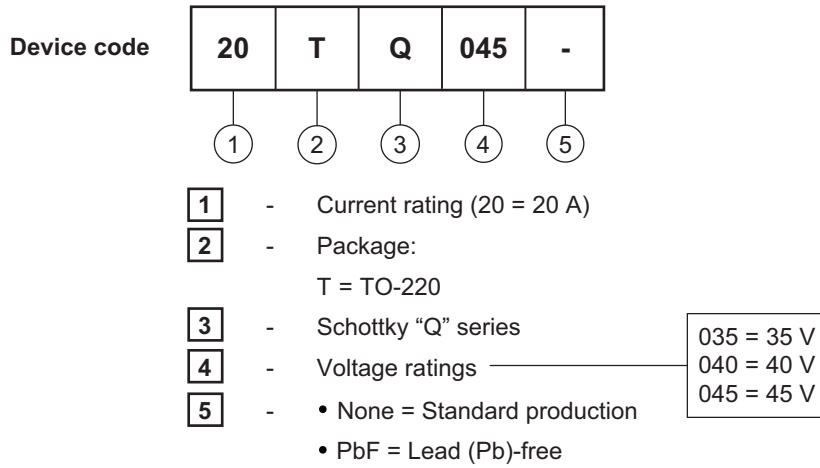 Device code 20 T Q 045 -
1 2 3 4 5
1 - Current rating (20 = 20 A)
2 - Package:
T = TO-220
3 - Schottky “Q” series
4 - Voltage ratings
035 = 35 V
040 = 40 V
045 = 45 V
5 - • None = Standard production
• PbF = Lead (Pb)-free